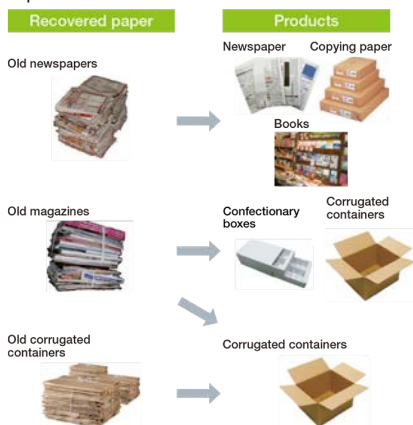 Recovered paper
Products
Old newspapers
Newspaper
Copying paper
Books
Old magazines
Confectionary
boxes
Corrugated
containers
Old corrugated
containers
Corrugated containers